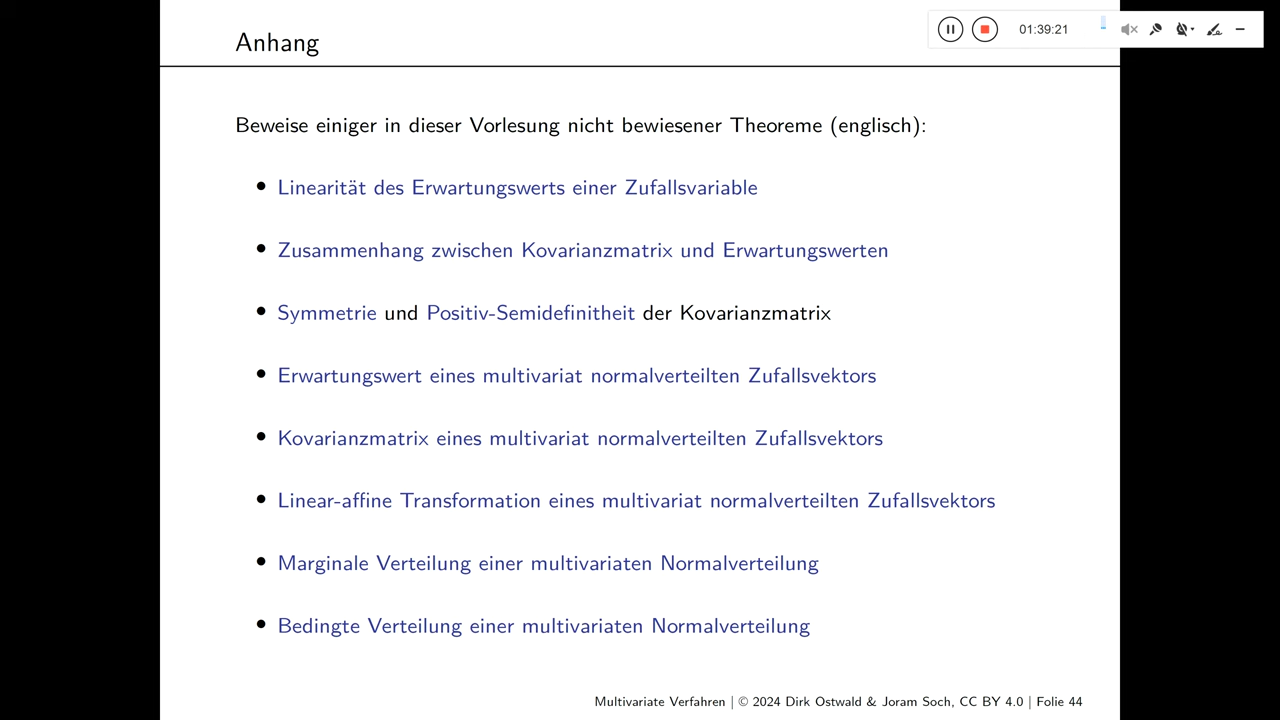 Anhang
01:39:21
Beweise einiger in dieser Vorlesung nicht bewiesener Theoreme (englisch):
• Linearität des Erwartungswerts einer Zufallsvariable
• Zusammenhang zwischen Kovarianzmatrix und Erwartungswerten
• Symmetrie und Positiv-Semidefinitheit der Kovarianzmatrix
• Erwartungswert eines multivariat normalverteilten Zufallsvektors
• Kovarianzmatrix eines multivariat normalverteilten Zufallsvektors
• Linear-affine Transformation eines multivariat normalverteilten Zufallsvektors
• Marginale Verteilung einer multivariaten Normalverteilung
• Bedingte Verteilung einer multivariaten Normalverteilung
Multivariate Verfahren | © 2024 Dirk Ostwald & Joram Soch, CC BY 4.0 | Folie 44